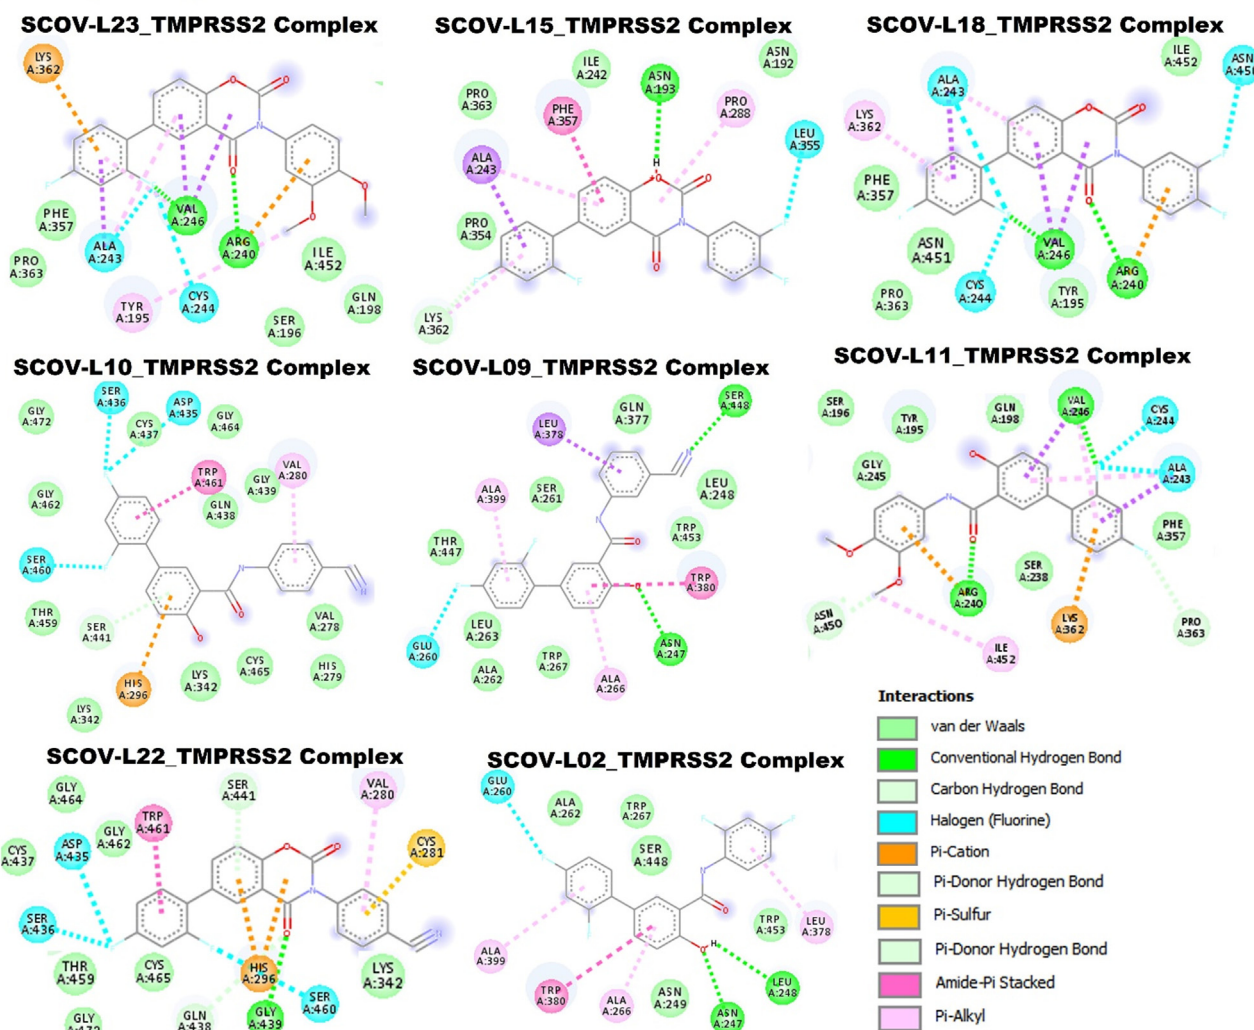 SCOV-L23_TMPRSS2 Complex
LYS
A:362
O
O
N
O
O
O
F
F
PHE
A:357
PRO
A:363
ALA
A:243
VAL
A:246
ARG
A:240
ILE
A:452
TYR
A:195
CYS
A:244
SER
A:196
GLN
A:198
SCOV-L15_TMPRSS2 Complex
ILE
A:242
ASN
A:193
ASN
A:192
PRO
A:363
PHE
A:357
PRO
A:288
LEU
A:355
ALA
A:243
H
O
O
N
O
F
F
F
F
PRO
A:354
LYS
A:362
SCOV-L18_TMPRSS2 Complex
ILE
A:452
ALA
A:243
LYS
A:362
O
O
N
O
F
F
F
F
PHE
A:357
ASN
A:451
VAL
A:246
ARG
A:240
PRO
A:363
CYS
A:244
TYR
A:195
SCOV-L10_TMPRSS2 Complex
SER
A:436
ASP
A:435
GLY
A:472
CYS
A:437
GLY
A:464
TRP
A:461
GLY
A:439
VAL
A:280
GLY
A:462
GLN
A:438
SER
A:460
F
F
N
O
O
N
THR
A:459
SER
A:441
VAL
A:278
HIS
A:296
LYS
A:342
CYS
A:465
HIS
A:279
LYS
A:342
SCOV-L09_TMPRSS2 Complex
SER
A:448
GLN
A:377
LEU
A:378
ALA
A:399
SER
A:261
N
LEU
A:248
THR
A:447
F
F
N
O
O
TRP
A:453
TRP
A:380
GLU
A:260
LEU
A:263
ALA
A:262
TRP
A:267
ASN
A:247
ALA
A:266
SCOV-L11_TMPRSS2 Complex
SER
A:196
TYR
A:195
GLN
A:198
VAL
A:246
CYS
A:244
GLY
A:245
O
N
O
O
O
F
ALA
A:243
PHE
A:357
SER
A:238
ARG
A:240
ASN
A:450
LYS
A:362
PRO
A:363
ILE
A:452
SCOV-L22_TMPRSS2 Complex
GLY
A:464
SER
A:441
VAL
A:280
TRP
A:461
CYS
A:437
ASP
A:435
GLY
A:462
CYS
A:281
O
O
N
O
F
F
N
SER
A:436
THR
A:459
CYS
A:465
HIS
A:296
LYS
A:342
SER
A:460
GLN
A:438
GLY
A:439
GLY
SCOV-L02_TMPRSS2 Complex
GLU
A:260
ALA
A:262
TRP
A:267
SER
A:448
F
F
F
F
N
O
O
H
TRP
A:453
LEU
A:378
ALA
A:399
TRP
A:380
ALA
A:266
ASN
A:249
LEU
A:248
ASN
A:247
Interactions
van der Waals
Conventional Hydrogen Bond
Carbon Hydrogen Bond
Halogen (Fluorine)
Pi-Cation
Pi-Donor Hydrogen Bond
Pi-Sulfur
Pi-Donor Hydrogen Bond
Amide-Pi Stacked
Pi-Alkyl